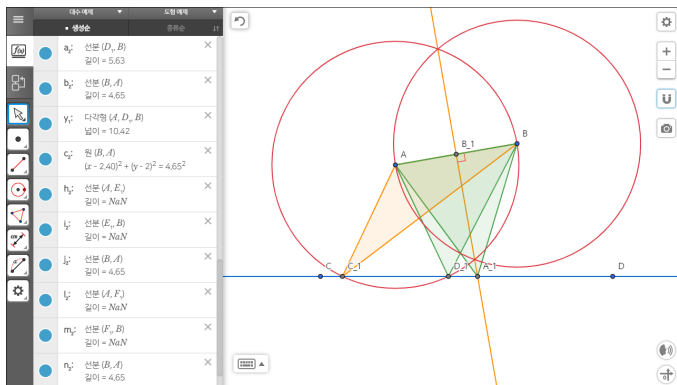 대수 예제 ▼ 도형 예제 ▼
▪ 생성순 종류순 ↓↑
f(x)
a₂: 선분 (D₁, B)
길이 = 5.63
b₂: 선분 (B, A)
길이 = 4.65
γ₁: 다각형 (A, D₁, B)
넓이 = 10.42
c₂: 원 (B, A)
(x - 2.40)² + (y - 2)² = 4.65²
h₂: 선분 (A, E₁)
길이 = NaN
i₂: 선분 (E₁, B)
길이 = NaN
j₂: 선분 (B, A)
길이 = 4.65
l₂: 선분 (A, F₁)
길이 = NaN
m₂: 선분 (F₁, B)
길이 = NaN
n₂: 선분 (B, A)
길이 = 4.65
B
B_1
A
C C_1 D_1 A_1 D